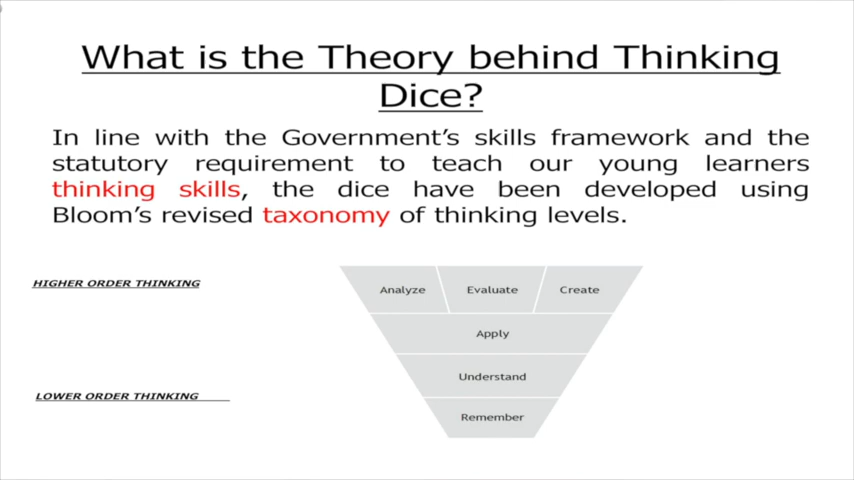 What is the Theory behind Thinking
Dice?
In line with the Government's skills framework and the
statutory requirement to teach our young learners
thinking skills, the dice have been developed using
Bloom's revised taxonomy of thinking levels.
HIGHER ORDER THINKING
Analyze Evaluate Create
Apply
Understand
LOWER ORDER THINKING
Remember